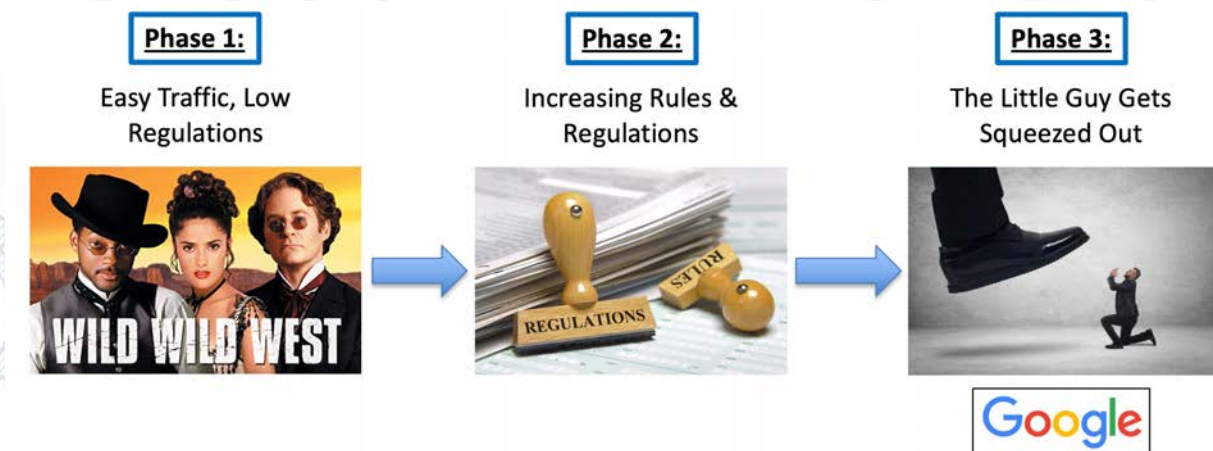 Phase 1:
Easy Traffic, Low
Regulations
WILD WILD WEST
Phase 2:
Increasing Rules &
Regulations
RULES
REGULATIONS
Phase 3:
The Little Guy Gets
Squeezed Out
Google